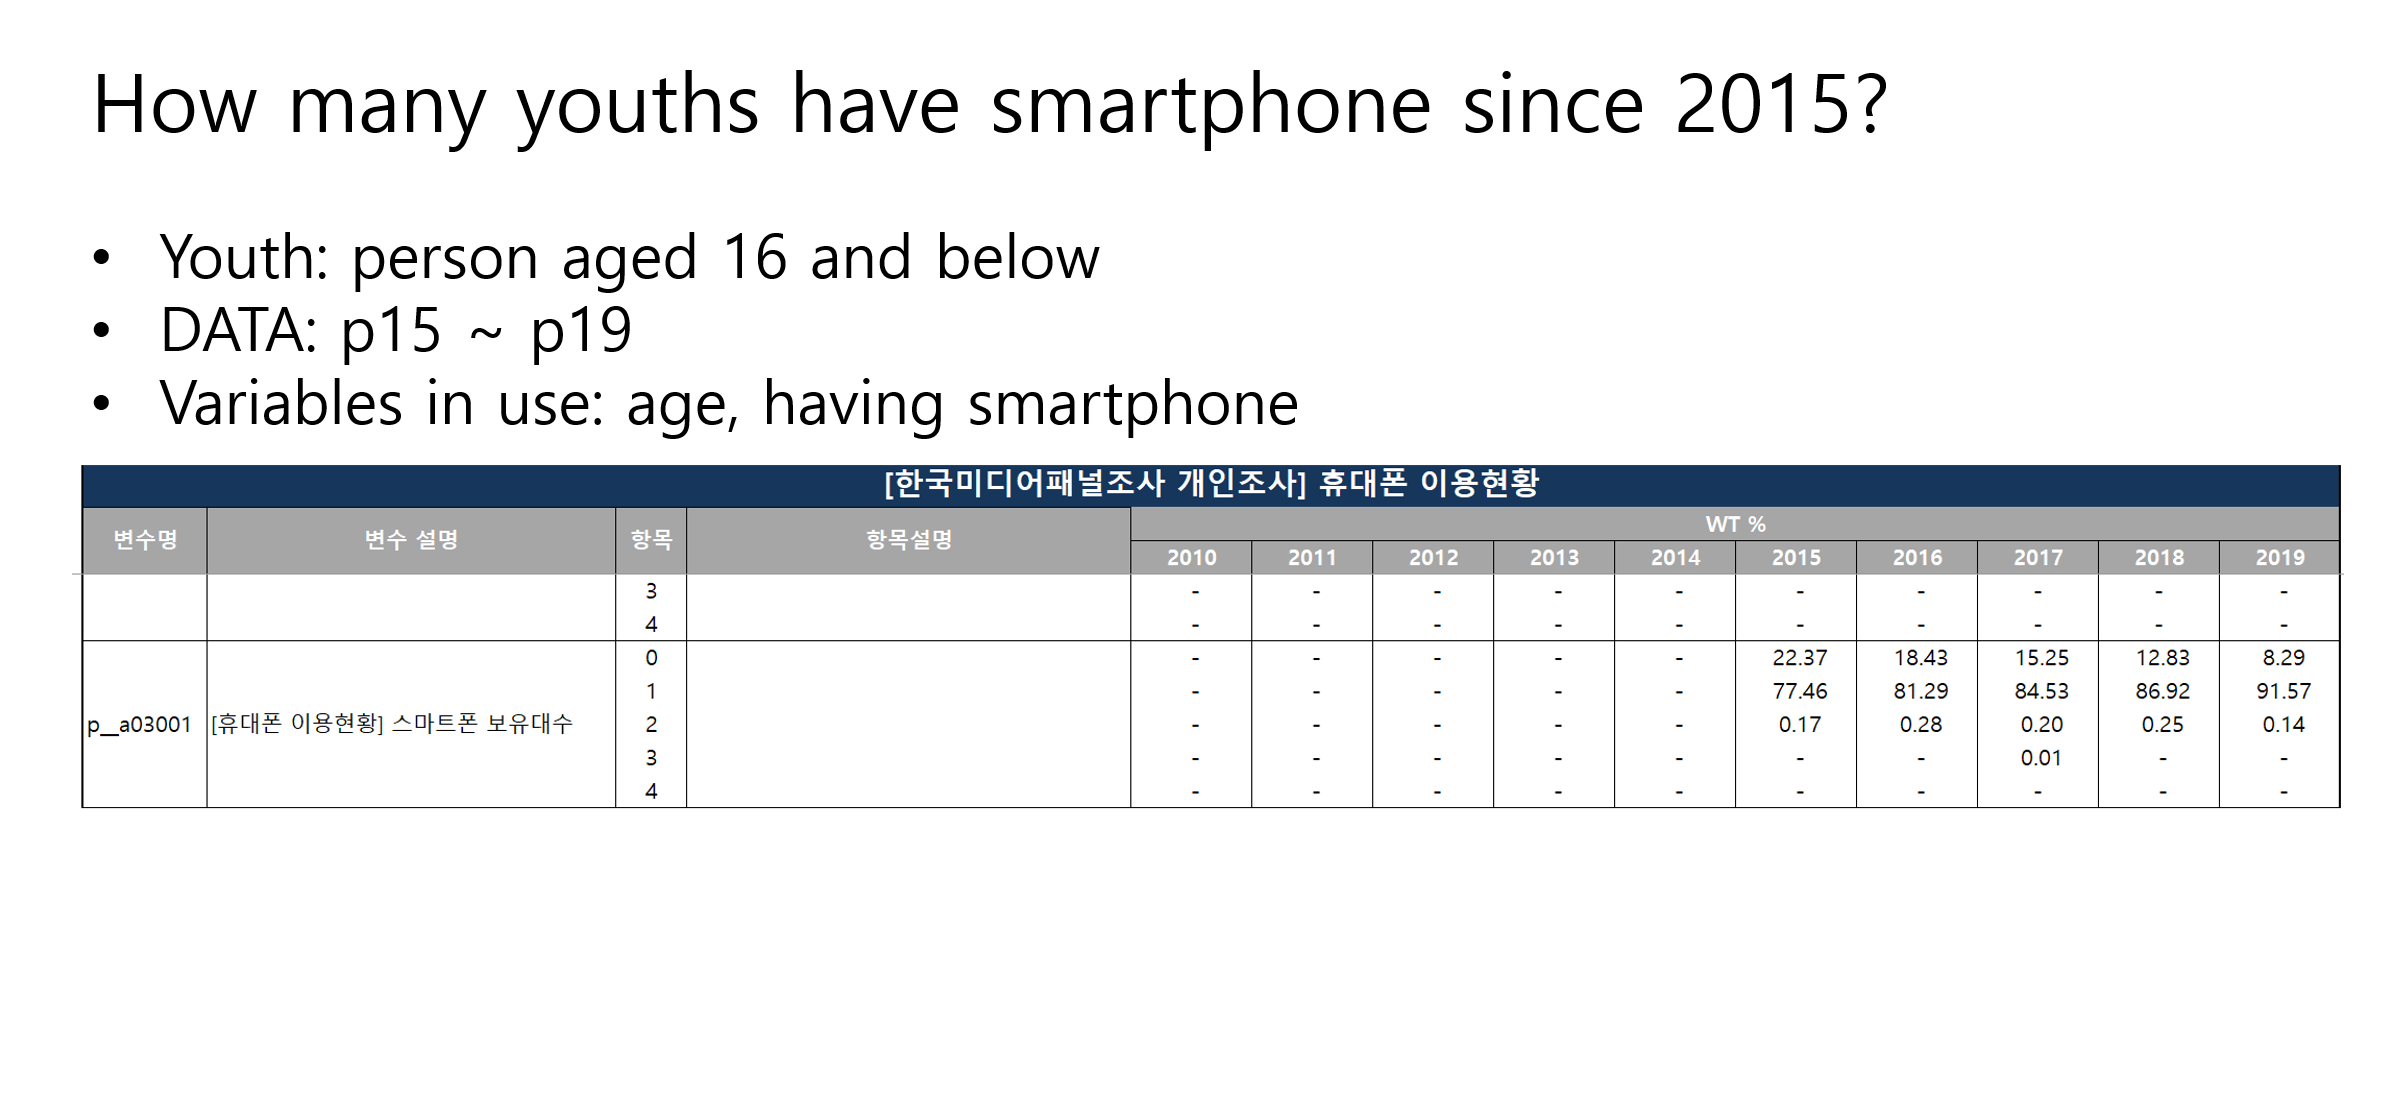 How many youths have smartphone since 2015?
• Youth: person aged 16 and below
• DATA: p15 ~ p19
• Variables in use: age, having smartphone
[한국미디어패널조사 개인조사] 휴대폰 이용현황
변수명 변수 설명 항목 항목설명 WT %
2010 2011 2012 2013 2014 2015 2016 2017 2018 2019
3 - - - - - - - - - -
4 - - - - - - - - - -
0 - - - - - 22.37 18.43 15.25 12.83 8.29
1 - - - - - 77.46 81.29 84.53 86.92 91.57
p__a03001 [휴대폰 이용현황] 스마트폰 보유대수 2 - - - - - 0.17 0.28 0.20 0.25 0.14
3 - - - - - - - 0.01 - -
4 - - - - - - - - - -